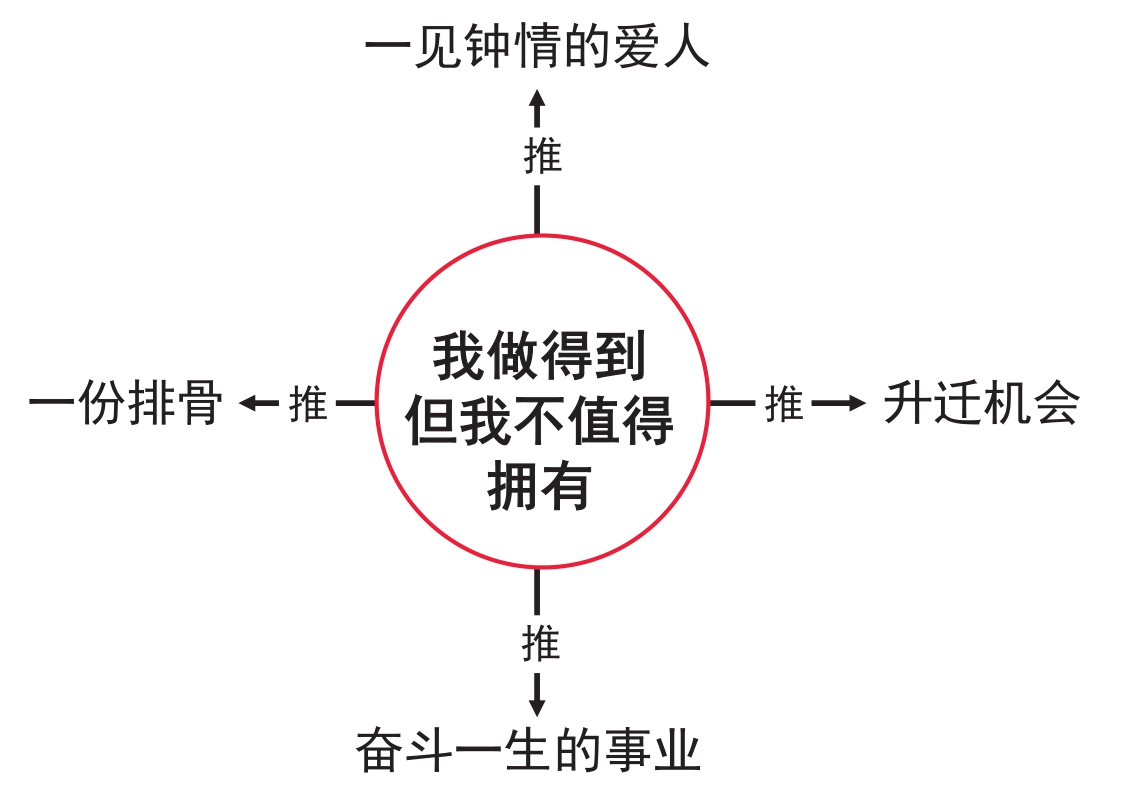 一见钟情的爱人
推
我做得到
但我不值得
拥有
一份排骨
推
推
升迁机会
推
奋斗一生的事业